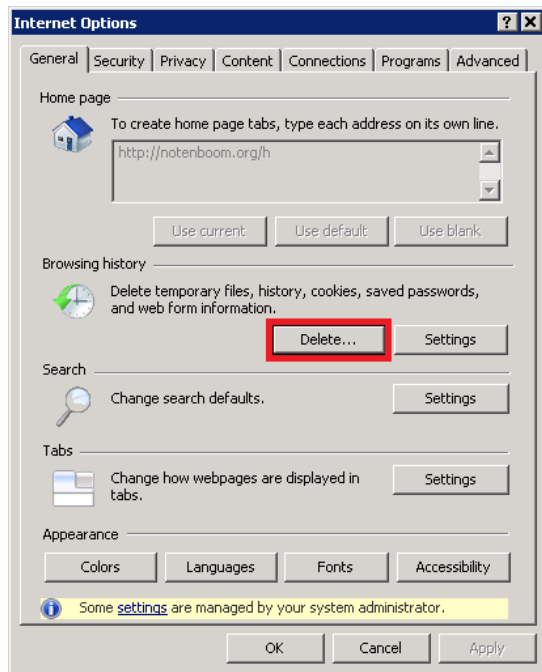 Internet Options
General Security Privacy Content Connections Programs Advanced
Home page
To create home page tabs, type each address on its own line.
http://notenboom.org/h
Use current Use default Use blank
Browsing history
Delete temporary files, history, cookies, saved passwords,
and web form information.
Delete... Settings
Search
Change search defaults. Settings
Tabs
Change how webpages are displayed in
tabs.
Settings
Appearance
Colors Languages Fonts Accessibility
Some settings are managed by your system administrator.
OK Cancel Apply